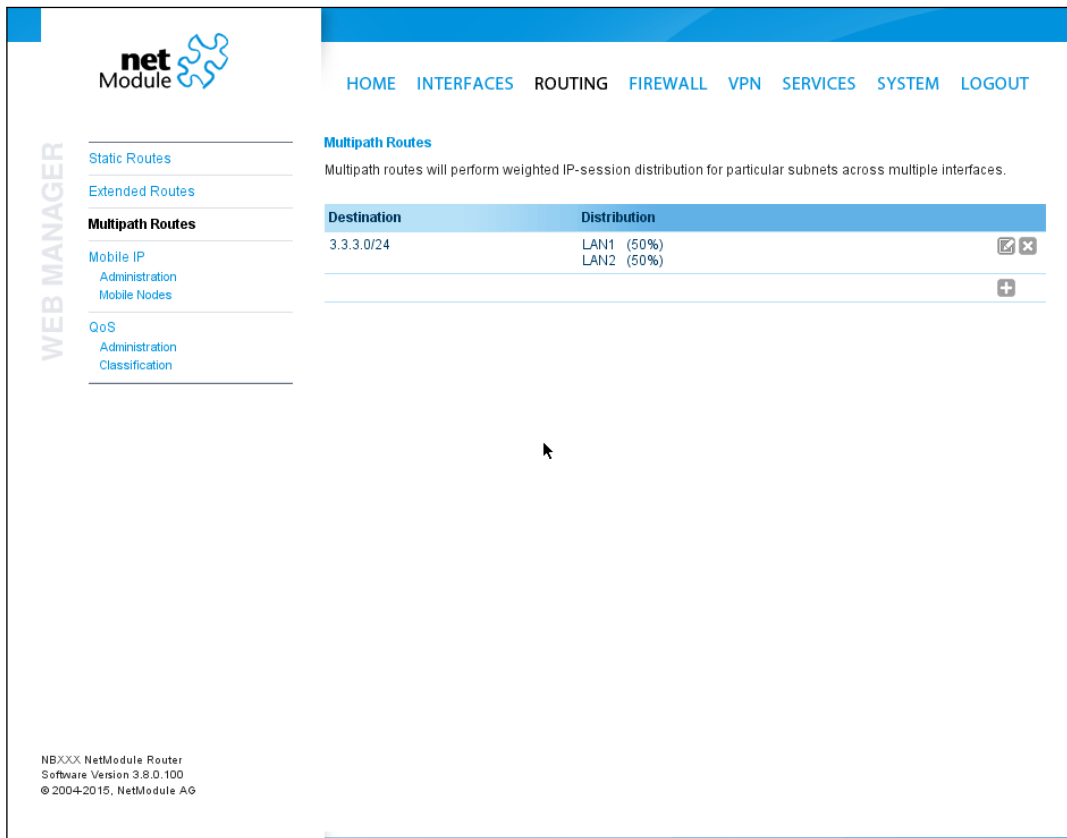 net
Module
HOME INTERFACES ROUTING FIREWALL VPN SERVICES SYSTEM LOGOUT
WEB MANAGER
Static Routes
Extended Routes
Multipath Routes
Mobile IP
Administration
Mobile Nodes
QoS
Administration
Classification
Multipath Routes
Multipath routes will perform weighted IP-session distribution for particular subnets across multiple interfaces.
Destination Distribution
3.3.3.0/24 LAN1 (50%)
LAN2 (50%)
NBXXX NetModule Router
Software Version 3.8.0.100
© 2004-2015, NetModule AG